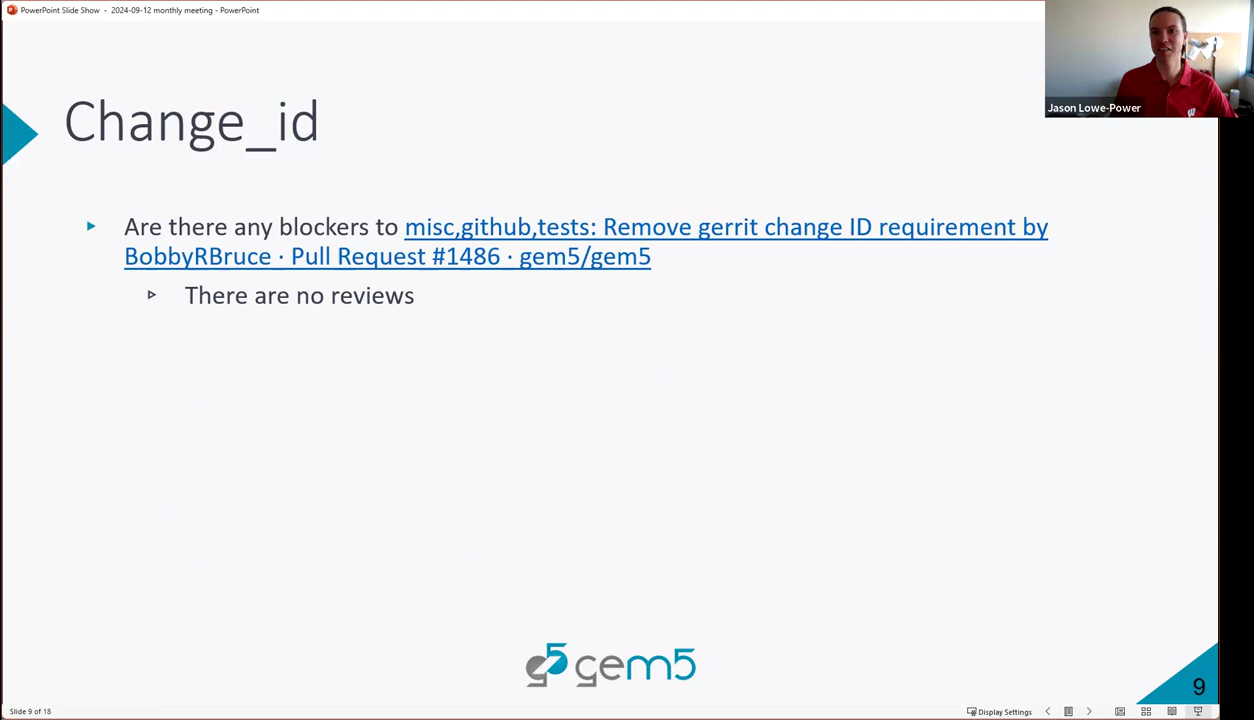 PowerPoint Slide Show - 2024-09-12 monthly meeting - PowerPoint
Jason Lowe-Power
Change_id
Are there any blockers to misc,github,tests: Remove gerrit change ID requirement by
BobbyRBruce · Pull Request #1486 · gem5/gem5
There are no reviews
g5 gem5
9
Slide 9 of 18
Display Settings